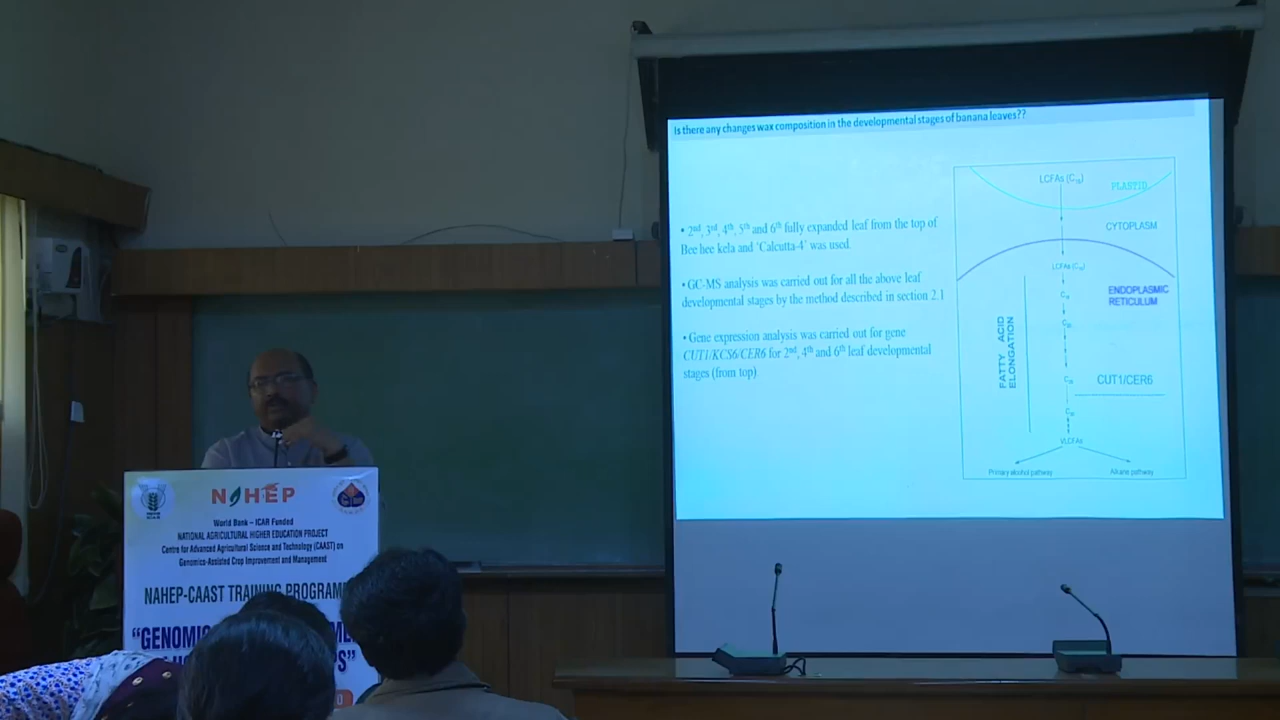 Is there any changes wax composition in the developmental stages of banana leaves??
• 2nd, 3rd, 4th, 5th and 6th fully expanded leaf from the top of
Bee hee kela and 'Calcutta-4' was used.
• GC-MS analysis was carried out for all the above leaf
developmental stages by the method described in section 2.1
• Gene expression analysis was carried out for gene
CUT1/KCS6/CER6 for 2nd, 4th and 6th leaf developmental
stages (from top)
LCFAs (C18)
PLASTID
CYTOPLASM
LCFAs (C18)
ENDOPLASMIC
RETICULUM
FATTY ACID
ELONGATION
CUT1/CER6
VLCFAs
Primary alcohol pathway
Alkane pathway
NAHEP
World Bank – ICAR Funded
NATIONAL AGRICULTURAL HIGHER EDUCATION PROJECT
Centre for Advanced Agricultural Science and Technology (CAAST) on
Genomics-Assisted Crop Improvement and Management
NAHEP-CAAST TRAINING PROGRAM
"GENOMIC